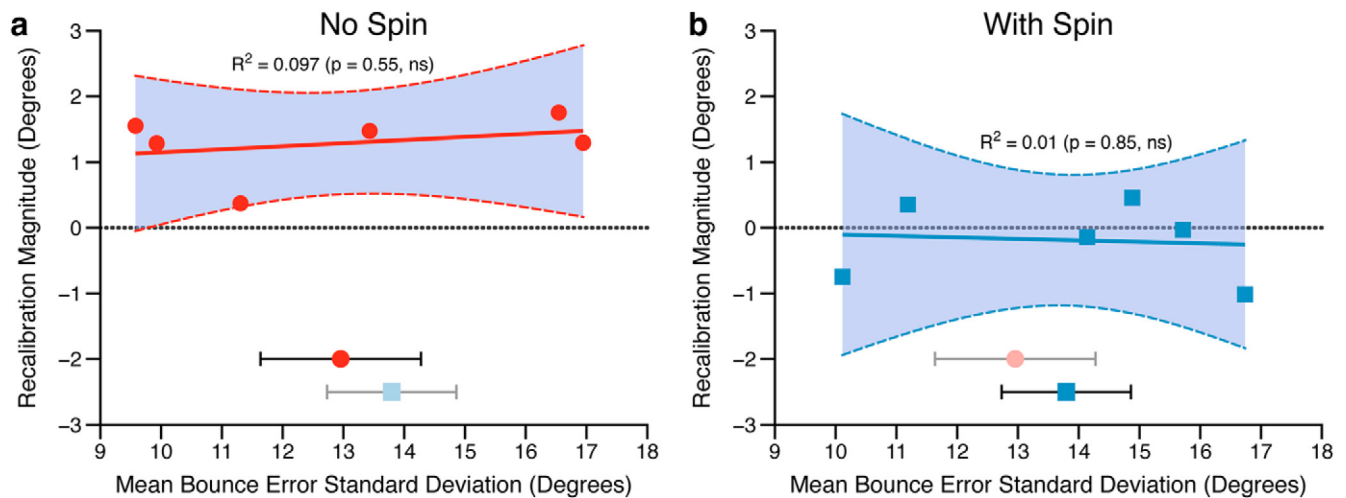 a
No Spin
R² = 0.097 (p = 0.55, ns)
Recalibration Magnitude (Degrees)
3
2
1
0
−1
−2
−3
9 10 11 12 13 14 15 16 17 18
Mean Bounce Error Standard Deviation (Degrees)
b
With Spin
R² = 0.01 (p = 0.85, ns)
Recalibration Magnitude (Degrees)
3
2
1
0
−1
−2
−3
9 10 11 12 13 14 15 16 17 18
Mean Bounce Error Standard Deviation (Degrees)